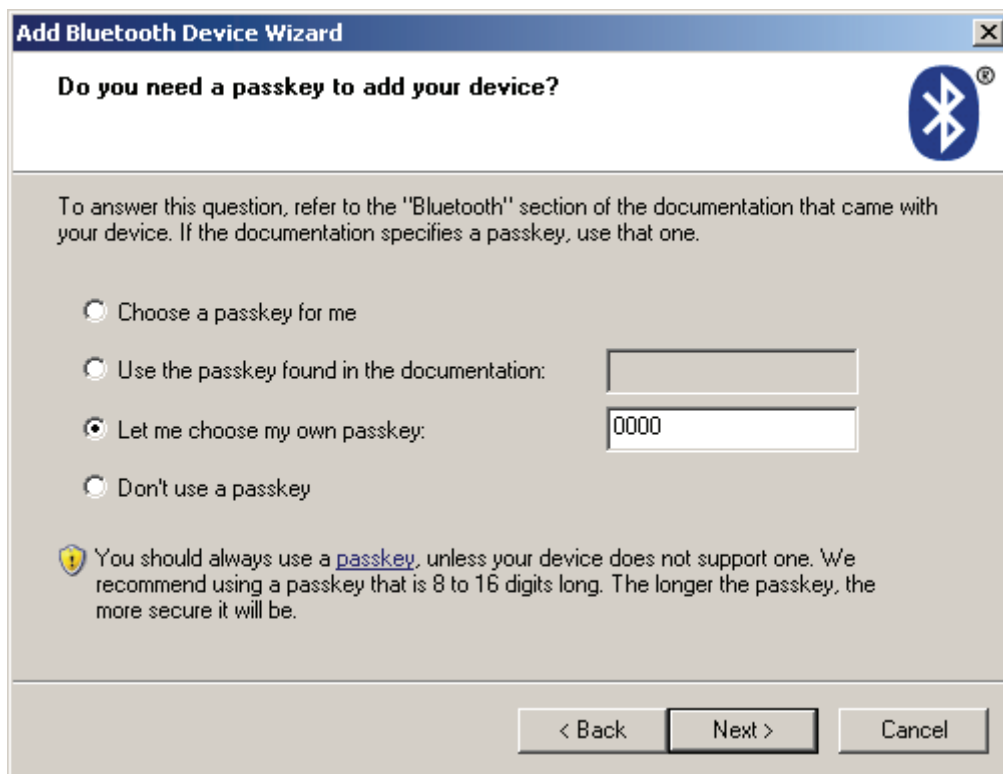 Add Bluetooth Device Wizard
Do you need a passkey to add your device?
®
To answer this question, refer to the "Bluetooth" section of the documentation that came with
your device. If the documentation specifies a passkey, use that one.
Choose a passkey for me
Use the passkey found in the documentation:
Let me choose my own passkey: 0000
Don't use a passkey
You should always use a passkey, unless your device does not support one. We
recommend using a passkey that is 8 to 16 digits long. The longer the passkey, the
more secure it will be.
< Back Next > Cancel